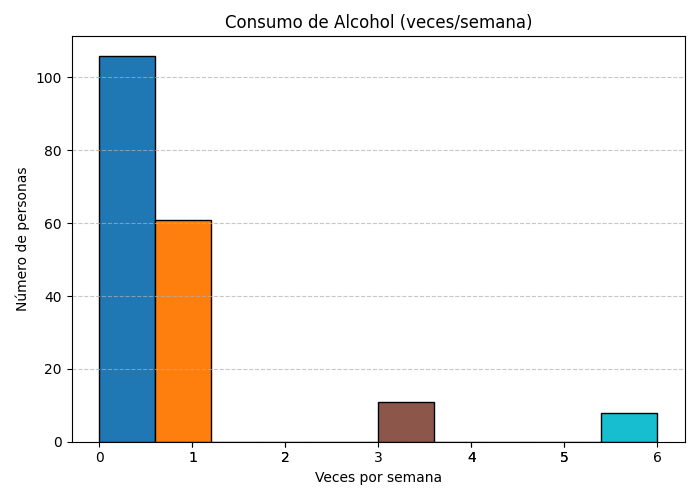 Consumo de Alcohol (veces/semana)
100
80
60
40
20
0
Número de personas
0 1 2 3 4 5 6
Veces por semana